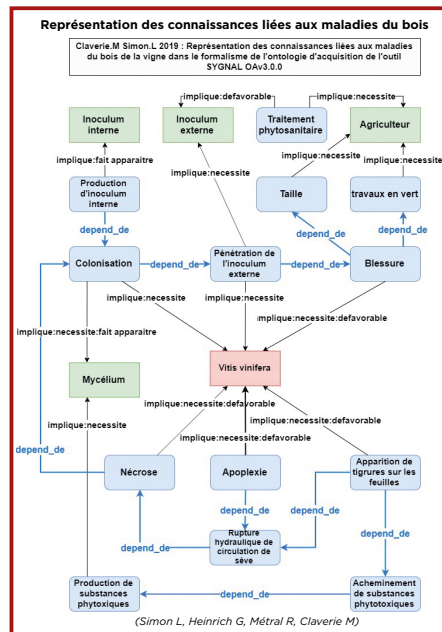 Représentation des connaissances liées aux maladies du bois
Claverie.M Simon.L 2019 : Représentation des connaissances liées aux maladies
du bois de la vigne dans le formalisme de l'ontologie d'acquisition de l'outil
SYGNAL OAv3.0.0
implique:defavorable
implique:necessite
Inoculum
interne
Inoculum
externe
Traitement
phytosanitaire
Agriculteur
implique:fait apparaitre
implique:necessite
implique:necessite
implique:necessite
Production
d'inoculum
interne
Taille
travaux en vert
depend_de
depend_de
depend_de
Colonisation
depend_de
Pénétration de
l'inoculum
externe
depend_de
Blessure
implique:necessite
implique:necessite
implique:necessite:defavorable
implique:necessite:fait apparaitre
Mycélium
Vitis vinifera
implique:necessite:defavorable
implique:necessite:defavorable
implique:necessite
implique:necessite:defavorable
depend_de
Nécrose
Apoplexie
Apparition de
tigrures sur les
feuilles
depend_de
depend_de
depend_de
depend_de
Rupture
hydraulique de
circulation de
sève
Production de
substances
phytotoxiques
depend_de
Acheminement
de substances
phytotoxiques
(Simon L, Heinrich G, Métral R, Claverie M)